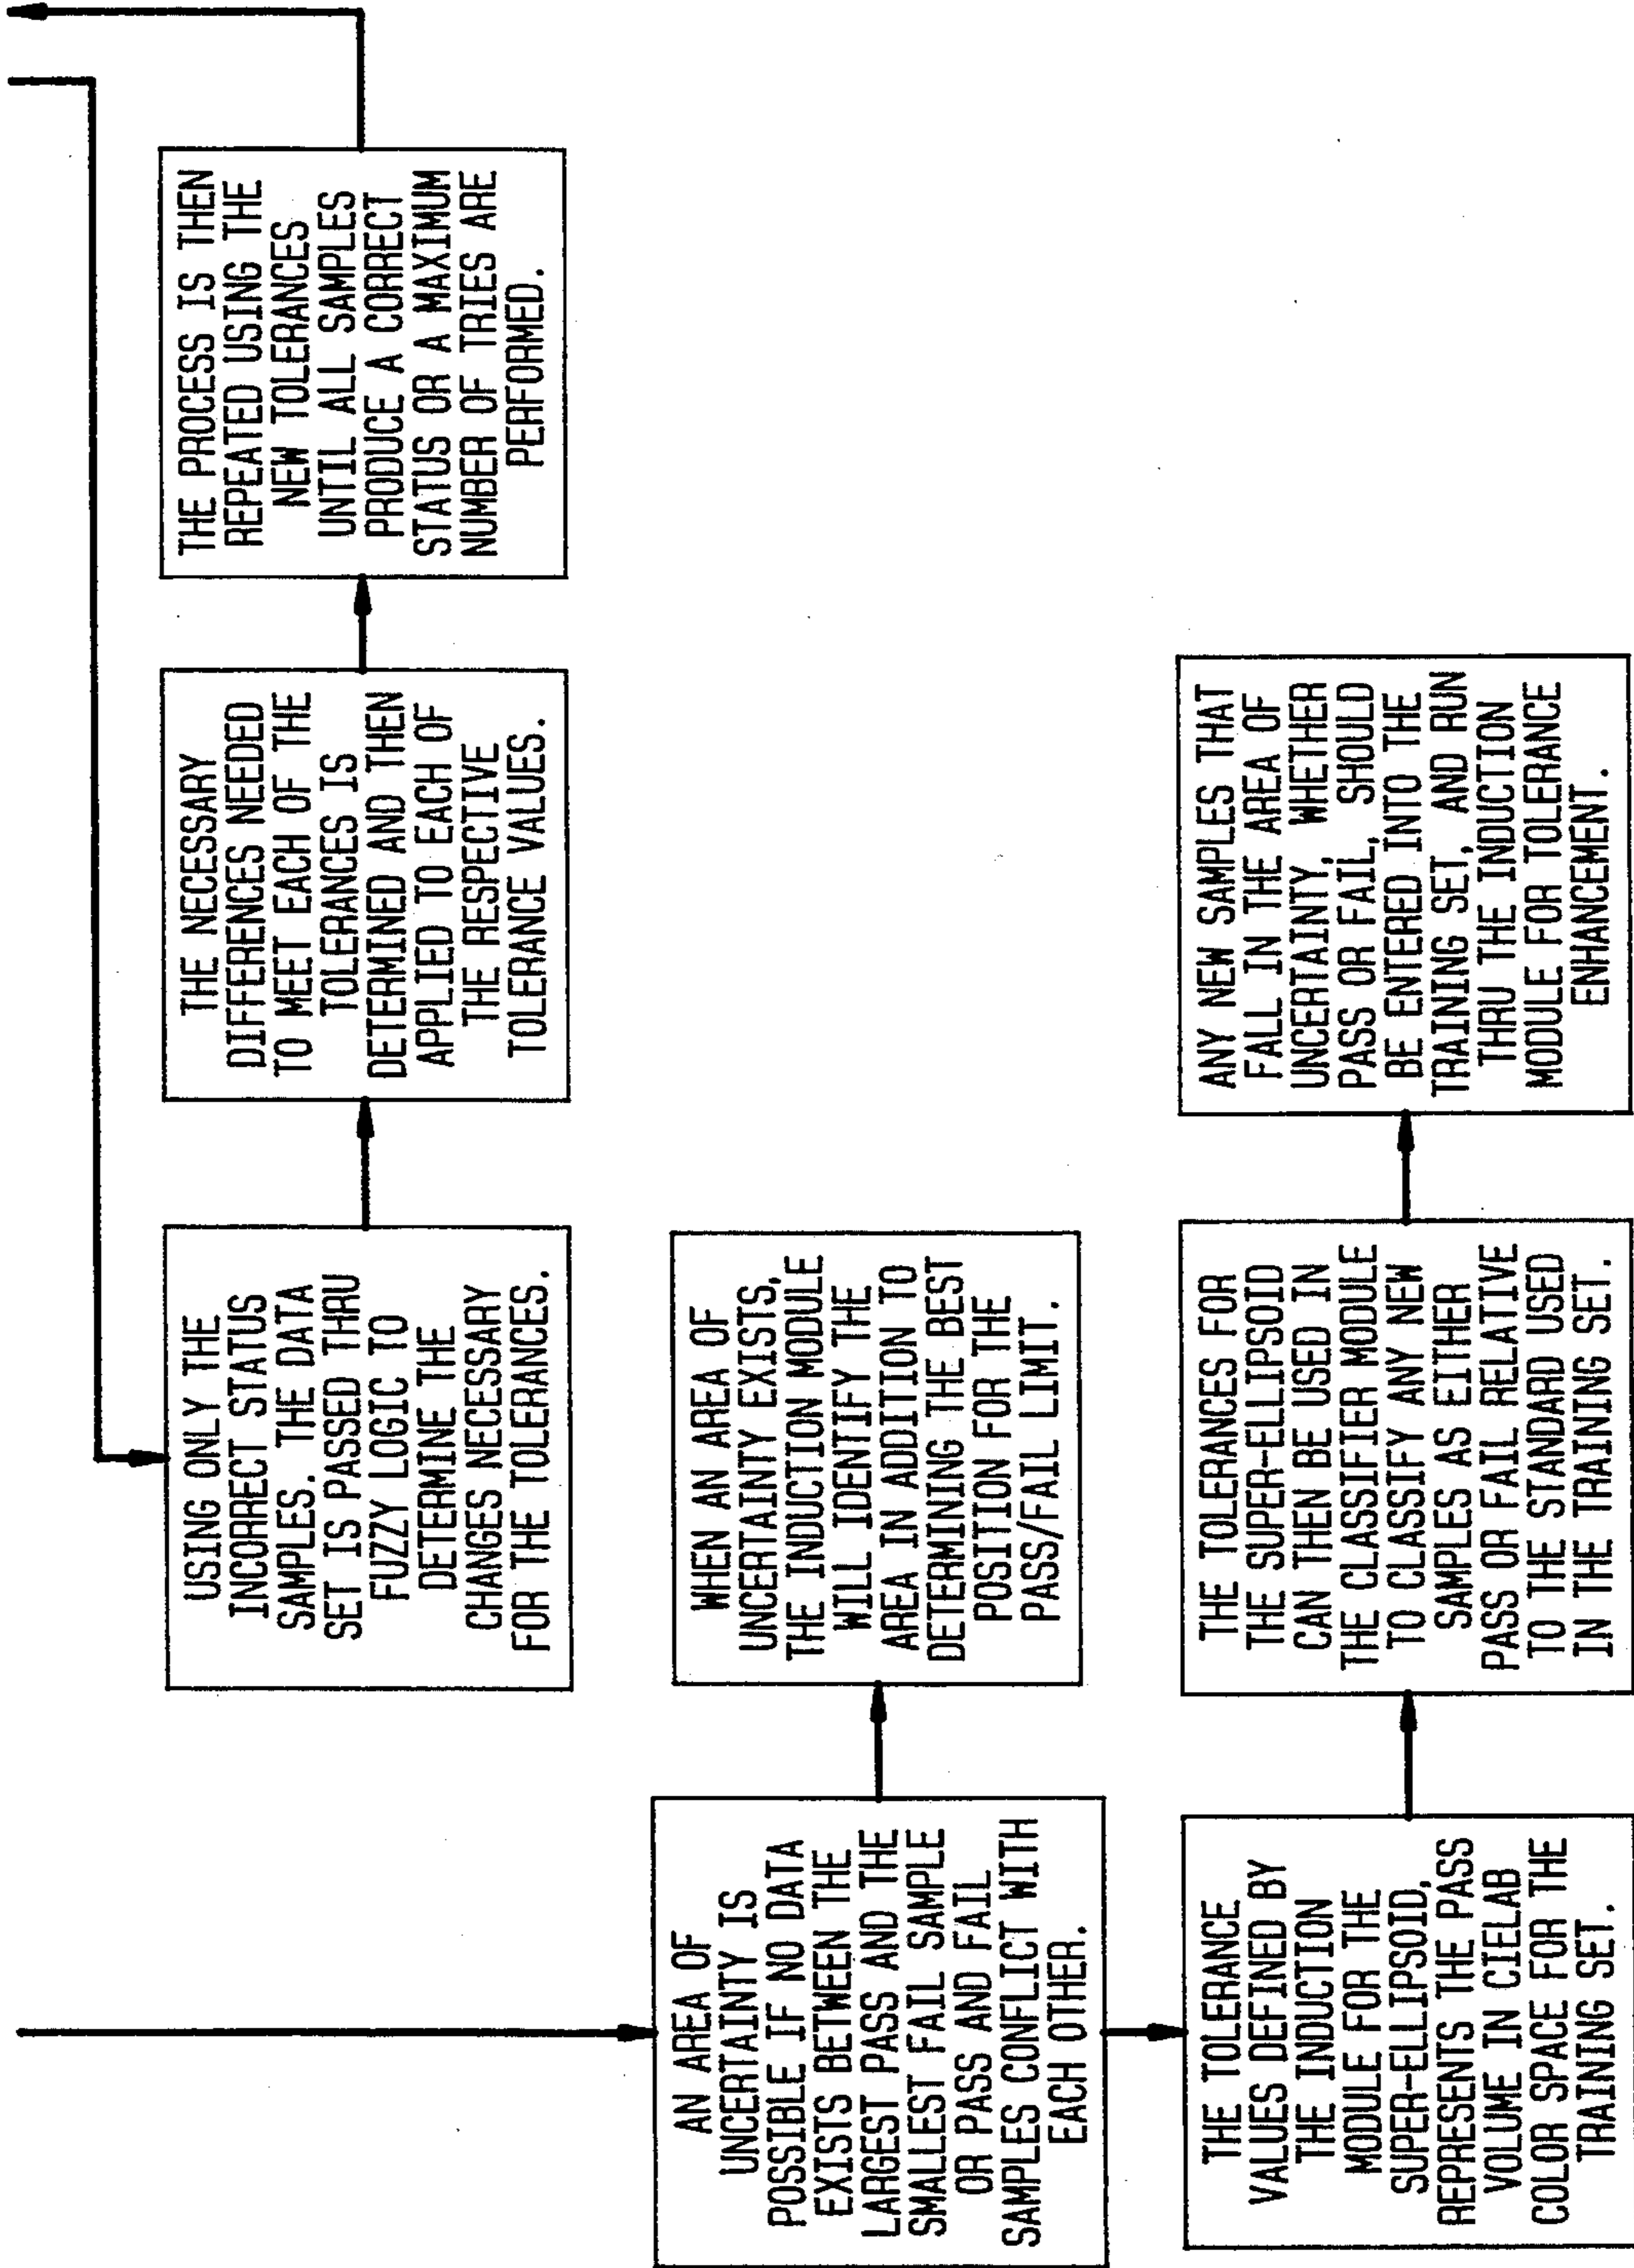 USING ONLY THE
INCORRECT STATUS
SAMPLES. THE DATA
SET IS PASSED THRU
FUZZY LOGIC TO
DETERMINE THE
CHANGES NECESSARY
FOR THE TOLERANCES.
THE NECESSARY
DIFFERENCES NEEDED
TO MEET EACH OF THE
TOLERANCES IS
DETERMINED AND THEN
APPLIED TO EACH OF
THE RESPECTIVE
TOLERANCE VALUES.
THE PROCESS IS THEN
REPEATED USING THE
NEW TOLERANCES
UNTIL ALL SAMPLES
PRODUCE A CORRECT
STATUS OR A MAXIMUM
NUMBER OF TRIES ARE
PERFORMED.
AN AREA OF
UNCERTAINTY IS
POSSIBLE IF NO DATA
EXISTS BETWEEN THE
LARGEST PASS AND THE
SMALLEST FAIL SAMPLE
OR PASS AND FAIL
SAMPLES CONFLICT WITH
EACH OTHER.
WHEN AN AREA OF
UNCERTAINTY EXISTS,
THE INDUCTION MODULE
WILL IDENTIFY THE
AREA IN ADDITION TO
DETERMINING THE BEST
POSITION FOR THE
PASS/FAIL LIMIT.
THE TOLERANCE
VALUES DEFINED BY
THE INDUCTION
MODULE FOR THE
SUPER-ELLIPSOID,
REPRESENTS THE PASS
VOLUME IN CIELAB
COLOR SPACE FOR THE
TRAINING SET.
THE TOLERANCES FOR
THE SUPER-ELLIPSOID
CAN THEN BE USED IN
THE CLASSIFIER MODULE
TO CLASSIFY ANY NEW
SAMPLES AS EITHER
PASS OR FAIL RELATIVE
TO THE STANDARD USED
IN THE TRAINING SET.
ANY NEW SAMPLES THAT
FALL IN THE AREA OF
UNCERTAINTY, WHETHER
PASS OR FAIL, SHOULD
BE ENTERED INTO THE
TRAINING SET, AND RUN
THRU THE INDUCTION
MODULE FOR TOLERANCE
ENHANCEMENT.